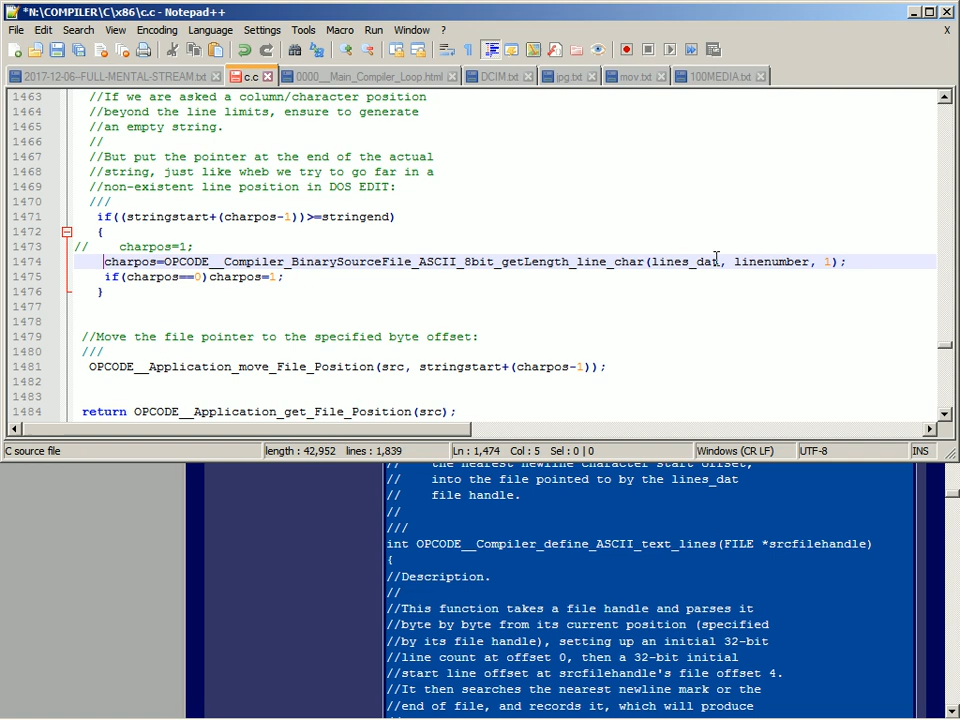 *N:\COMPILER\C\x86\c.c - Notepad++
File Edit Search View Encoding Language Settings Tools Macro Run Window ? X
2017-12-06--FULL-MENTAL-STREAM.txt c.c 0000__Main_Compiler_Loop.html DCIM.txt jpg.txt mov.txt 100MEDIA.txt
1463 //If we are asked a column/character position
1464 //beyond the line limits, ensure to generate
1465 //an empty string.
1466 //
1467 //But put the pointer at the end of the actual
1468 //string, just like wheb we try to go far in a
1469 //non-existent line position in DOS EDIT:
1470 ///
1471 if((stringstart+(charpos-1))>=stringend)
1472 {
1473 // charpos=1;
1474 charpos=OPCODE__Compiler_BinarySourceFile_ASCII_8bit_getLength_line_char(lines_dat, linenumber, 1);
1475 if(charpos==0)charpos=1;
1476 }
1477
1478
1479 //Move the file pointer to the specified byte offset:
1480 ///
1481 OPCODE__Application_move_File_Position(src, stringstart+(charpos-1));
1482
1483
1484 return OPCODE__Application_get_File_Position(src);
C source file length : 42,952 lines : 1,839 Ln : 1,474 Col : 5 Sel : 0 | 0 Windows (CR LF) UTF-8 INS
// the nearest newline character start offset,
// into the file pointed to by the lines_dat
// file handle.
//
///
int OPCODE__Compiler_define_ASCII_text_lines(FILE *srcfilehandle)
{
//Description.
//
//This function takes a file handle and parses it
//byte by byte from its current position (specified
//by its file handle), setting up an initial 32-bit
//line count at offset 0, then a 32-bit initial
//start line offset at srcfilehandle's file offset 4.
//It then searches the nearest newline mark or the
//end of file, and records it, which will produce